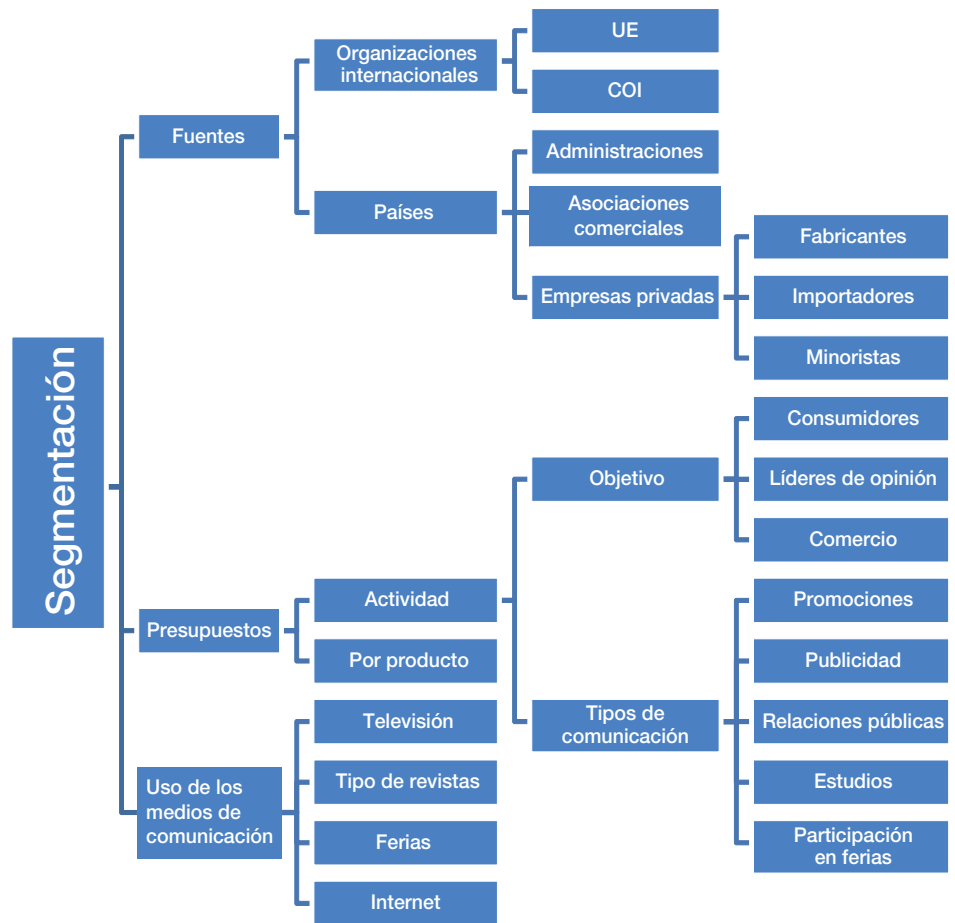 Segmentación
Fuentes
Organizaciones
internacionales
UE
COI
Países
Administraciones
Asociaciones
comerciales
Empresas privadas
Fabricantes
Importadores
Minoristas
Presupuestos
Actividad
Objetivo
Consumidores
Líderes de opinión
Comercio
Tipos de
comunicación
Promociones
Publicidad
Relaciones públicas
Estudios
Participación
en ferias
Por producto
Uso de los
medios de
comunicación
Televisión
Tipo de revistas
Ferias
Internet